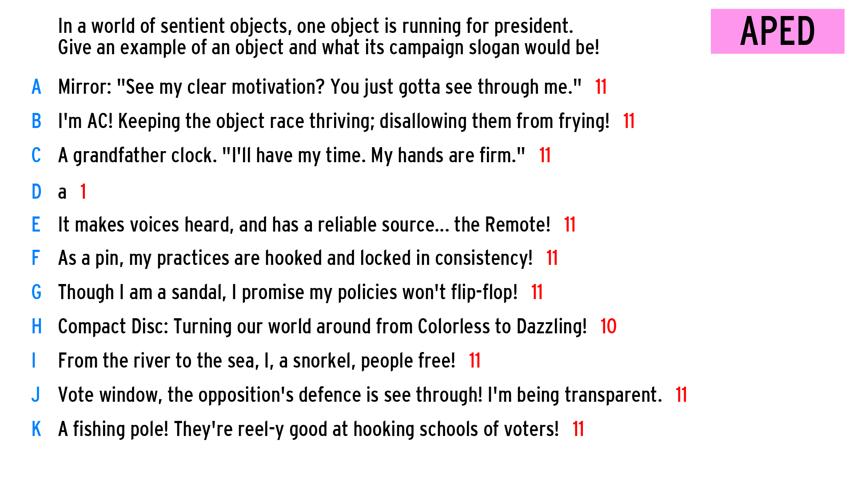 In a world of sentient objects, one object is running for president.
Give an example of an object and what its campaign slogan would be!
APED
A Mirror: "See my clear motivation? You just gotta see through me." 11
B I'm AC! Keeping the object race thriving; disallowing them from frying! 11
C A grandfather clock. "I'll have my time. My hands are firm." 11
D a 1
E It makes voices heard, and has a reliable source... the Remote! 11
F As a pin, my practices are hooked and locked in consistency! 11
G Though I am a sandal, I promise my policies won't flip-flop! 11
H Compact Disc: Turning our world around from Colorless to Dazzling! 10
I From the river to the sea, I, a snorkel, people free! 11
J Vote window, the opposition's defence is see through! I'm being transparent. 11
K A fishing pole! They're reel-y good at hooking schools of voters! 11